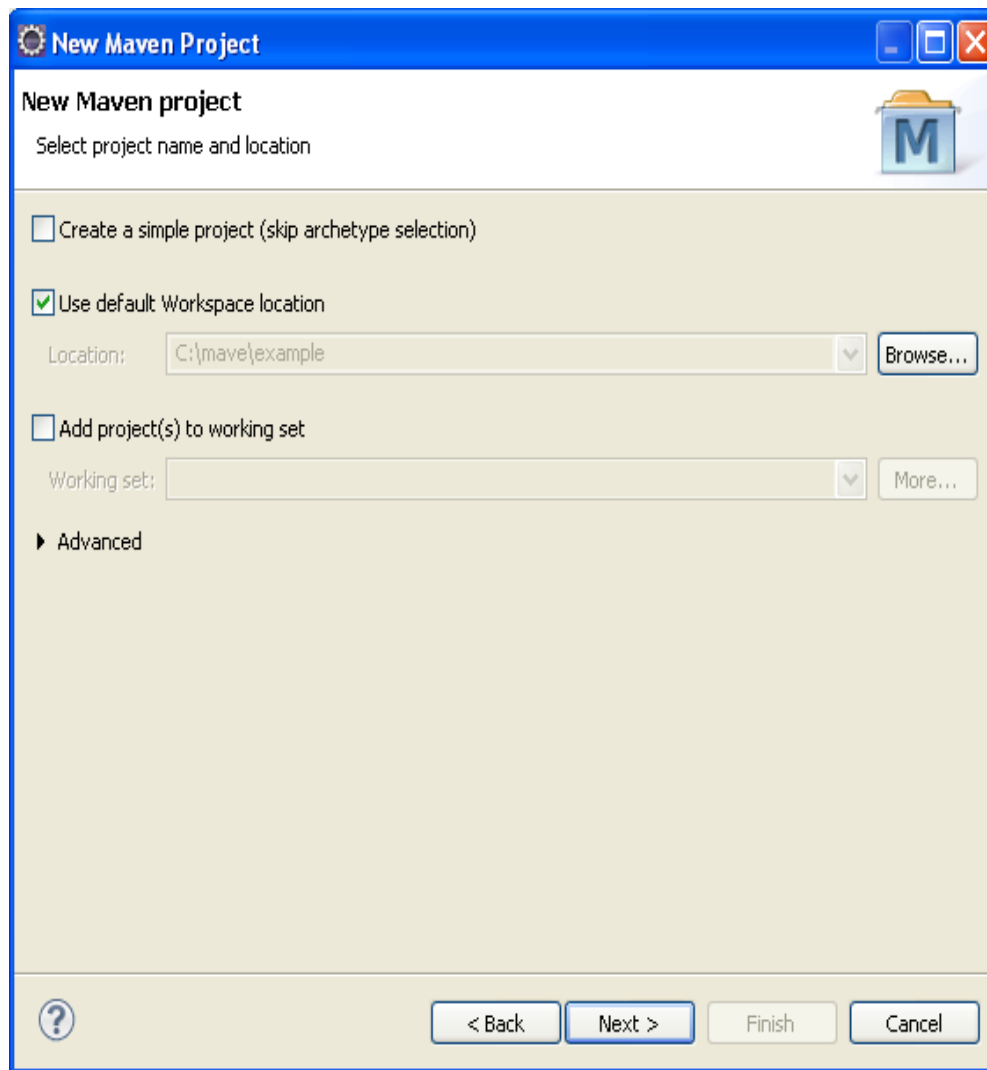 New Maven Project
New Maven project
Select project name and location
M
Create a simple project (skip archetype selection)
Use default Workspace location
Location: C:\mave\example Browse...
Add project(s) to working set
Working set: More...
Advanced
? < Back Next > Finish Cancel